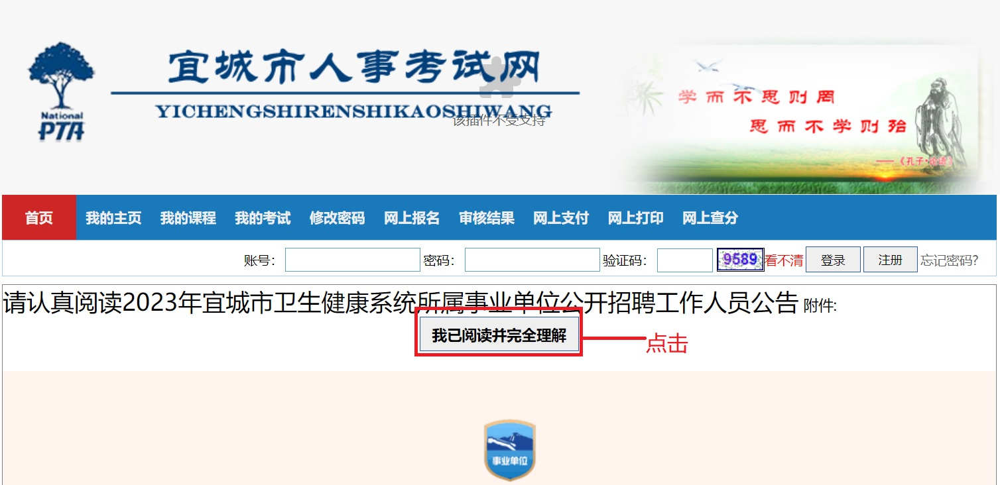 宜城市人事考试网
YICHENGSHIRENSHIKAOSHIWANG
该插件不受支持
National
PTA
学而不思则罔
思而不学则殆
——《孔子·论语》
首页 我的主页 我的课程 我的考试 修改密码 网上报名 审核结果 网上支付 网上打印 网上查分
账号： 密码： 验证码： 9589 看不清 登录 注册 忘记密码?
请认真阅读2023年宜城市卫生健康系统所属事业单位公开招聘工作人员公告 附件:
我已阅读并完全理解 点击
事业单位